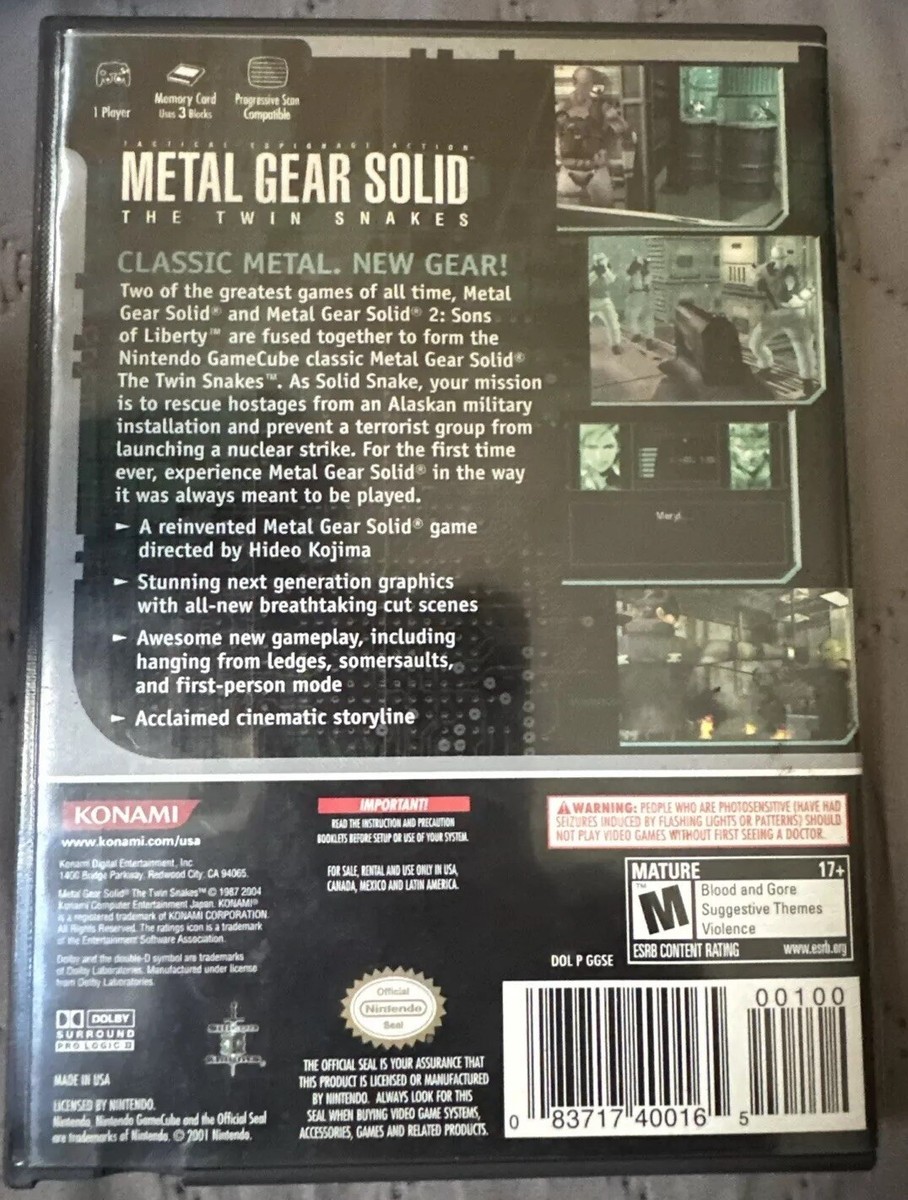 1 Player
Memory Card
Uses 3 Blocks
Progressive Scan
Compatible
TACTICAL ESPIONAGE ACTION
METAL GEAR SOLID™
THE TWIN SNAKES
CLASSIC METAL. NEW GEAR!
Two of the greatest games of all time, Metal
Gear Solid® and Metal Gear Solid® 2: Sons
of Liberty™ are fused together to form the
Nintendo GameCube classic Metal Gear Solid®
The Twin Snakes™. As Solid Snake, your mission
is to rescue hostages from an Alaskan military
installation and prevent a terrorist group from
launching a nuclear strike. For the first time
ever, experience Metal Gear Solid® in the way
it was always meant to be played.
► A reinvented Metal Gear Solid® game
directed by Hideo Kojima
► Stunning next generation graphics
with all-new breathtaking cut scenes
► Awesome new gameplay, including
hanging from ledges, somersaults,
and first-person mode
► Acclaimed cinematic storyline
Meryl...
KONAMI
www.konami.com/usa
Konami Digital Entertainment, Inc
1400 Bridge Parkway, Redwood City, CA 94065.
Metal Gear Solid® The Twin Snakes™ © 1987 2004
Konami Computer Entertainment Japan. KONAMI®
is a registered trademark of KONAMI CORPORATION.
All Rights Reserved. The ratings icon is a trademark
of the Entertainment Software Association.
Dolby and the double-D symbol are trademarks
of Dolby Laboratories. Manufactured under license
from Dolby Laboratories.
DOLBY
SURROUND
PRO LOGIC II
MADE IN USA
LICENSED BY NINTENDO.
Nintendo, Nintendo GameCube and the Official Seal
are trademarks of Nintendo. © 2001 Nintendo.
IMPORTANT!
READ THE INSTRUCTION AND PRECAUTION
BOOKLETS BEFORE SETUP OR USE OF YOUR SYSTEM.
FOR SALE, RENTAL AND USE ONLY IN USA,
CANADA, MEXICO AND LATIN AMERICA.
Official
Nintendo
Seal
THE OFFICIAL SEAL IS YOUR ASSURANCE THAT
THIS PRODUCT IS LICENSED OR MANUFACTURED
BY NINTENDO. ALWAYS LOOK FOR THIS
SEAL WHEN BUYING VIDEO GAME SYSTEMS,
ACCESSORIES, GAMES AND RELATED PRODUCTS.
WARNING: PEOPLE WHO ARE PHOTOSENSITIVE (HAVE HAD
SEIZURES INDUCED BY FLASHING LIGHTS OR PATTERNS) SHOULD
NOT PLAY VIDEO GAMES WITHOUT FIRST SEEING A DOCTOR.
MATURE 17+
M™
Blood and Gore
Suggestive Themes
Violence
ESRB CONTENT RATING www.esrb.org
DOL P GGSE
00100
0 83717 40016 5